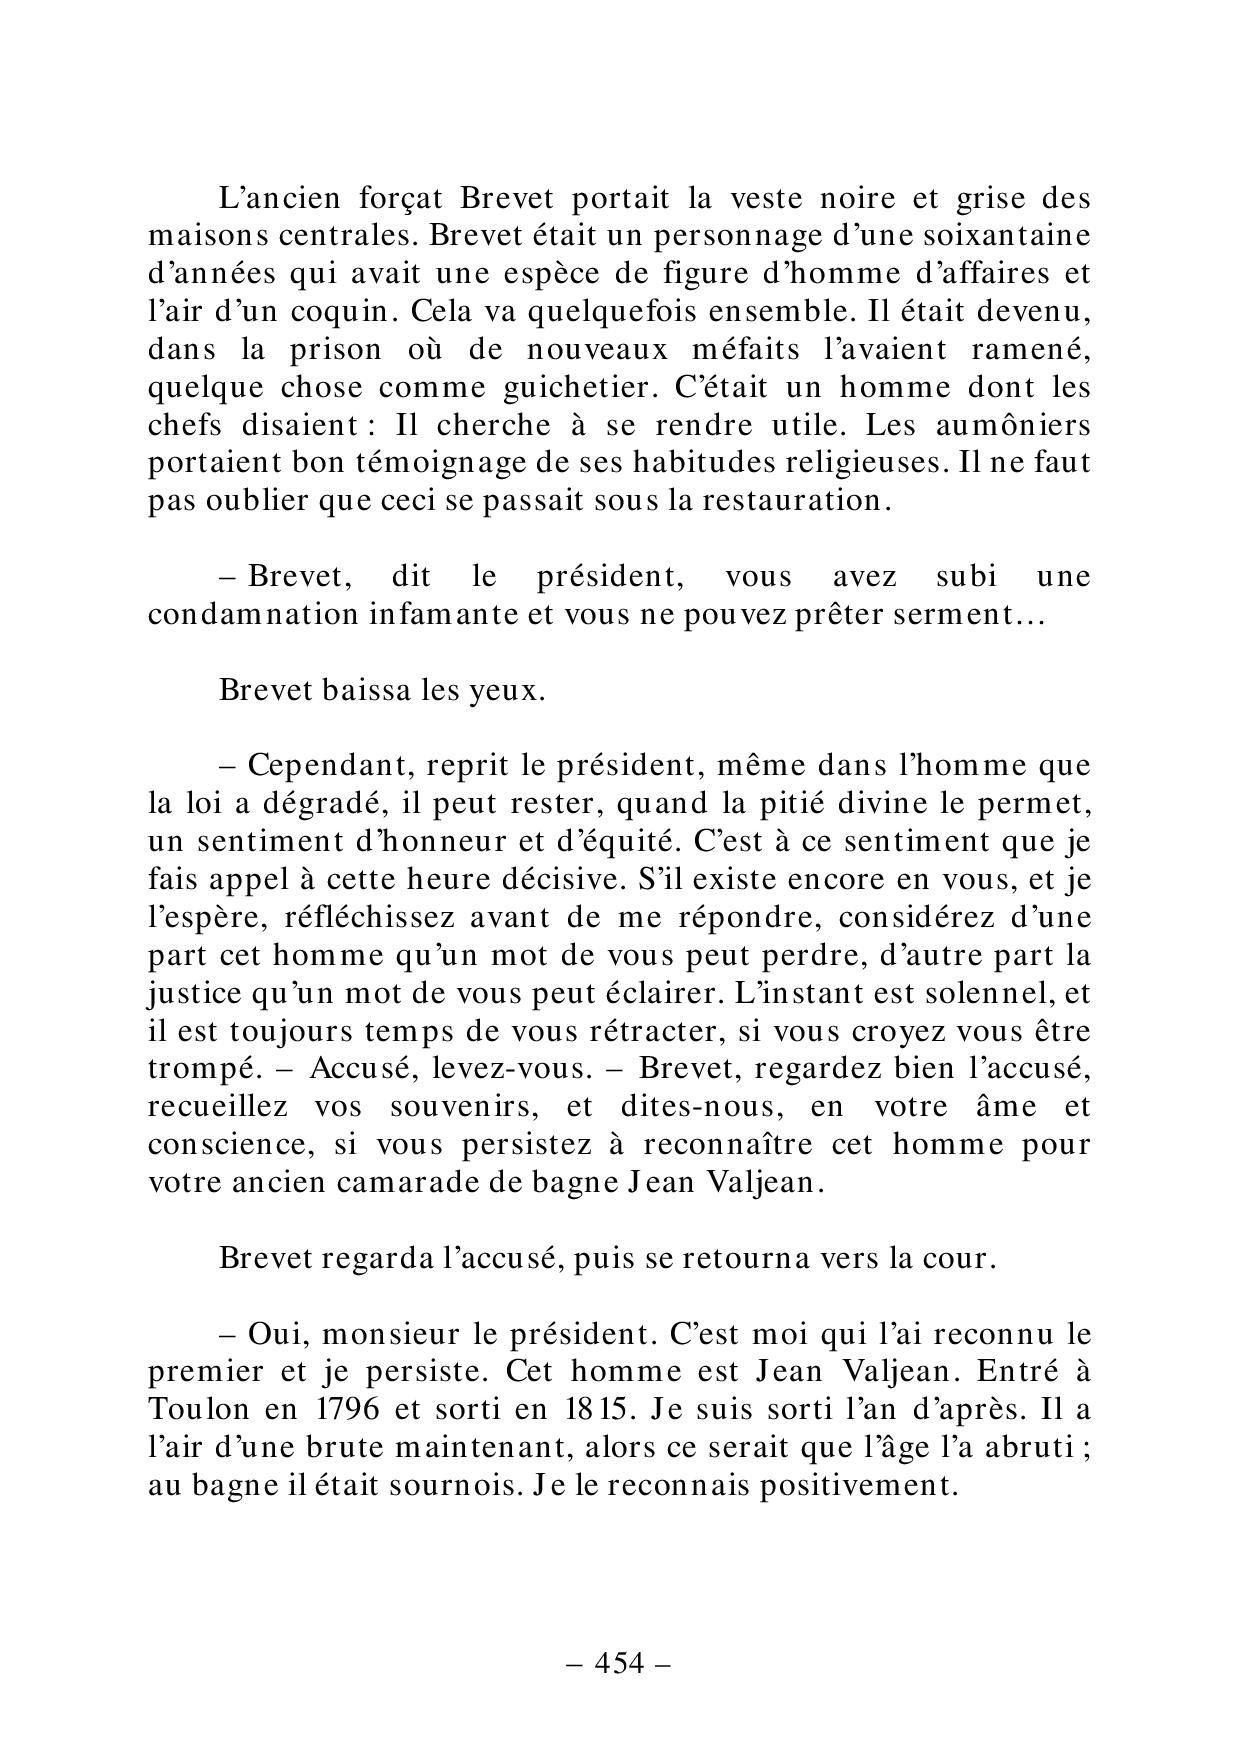 L’ancien forçat Brevet portait la veste noire et grise des
maisons centrales. Brevet était un personnage d’une soixantaine
d’années qui avait une espèce de figure d’homme d’affaires et
l’air d’un coquin. Cela va quelquefois ensemble. Il était devenu,
dans la prison où de nouveaux méfaits l’avaient ramené,
quelque chose comme guichetier. C’était un homme dont les
chefs disaient : Il cherche à se rendre utile. Les aumôniers
portaient bon témoignage de ses habitudes religieuses. Il ne faut
pas oublier que ceci se passait sous la restauration.
– Brevet, dit le président, vous avez subi une
condamnation infamante et vous ne pouvez prêter serment…
Brevet baissa les yeux.
– Cependant, reprit le président, même dans l’homme que
la loi a dégradé, il peut rester, quand la pitié divine le permet,
un sentiment d’honneur et d’équité. C’est à ce sentiment que je
fais appel à cette heure décisive. S’il existe encore en vous, et je
l’espère, réfléchissez avant de me répondre, considérez d’une
part cet homme qu’un mot de vous peut perdre, d’autre part la
justice qu’un mot de vous peut éclairer. L’instant est solennel, et
il est toujours temps de vous rétracter, si vous croyez vous être
trompé. – Accusé, levez-vous. – Brevet, regardez bien l’accusé,
recueillez vos souvenirs, et dites-nous, en votre âme et
conscience, si vous persistez à reconnaître cet homme pour
votre ancien camarade de bagne Jean Valjean.
Brevet regarda l’accusé, puis se retourna vers la cour.
– Oui, monsieur le président. C’est moi qui l’ai reconnu le
premier et je persiste. Cet homme est Jean Valjean. Entré à
Toulon en 1796 et sorti en 1815. Je suis sorti l’an d’après. Il a
l’air d’une brute maintenant, alors ce serait que l’âge l’a abruti ;
au bagne il était sournois. Je le reconnais positivement.
– 454 –